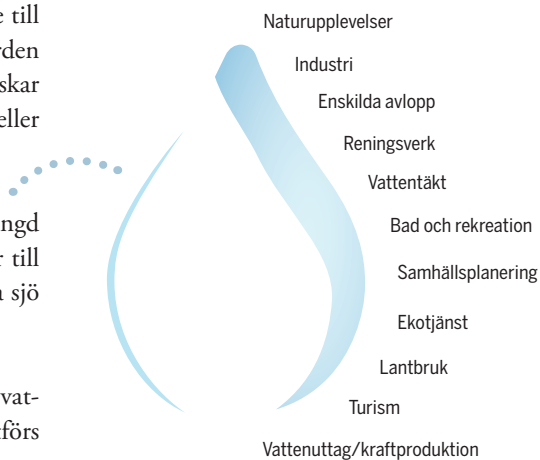 e till
rden
skar
eller
ngd
r till
sjö
vat-
förs
Naturupplevelser
Industri
Enskilda avlopp
Reningsverk
Vattentäkt
Bad och rekreation
Samhällsplanering
Ekotjänst
Lantbruk
Turism
Vattenuttag/kraftproduktion